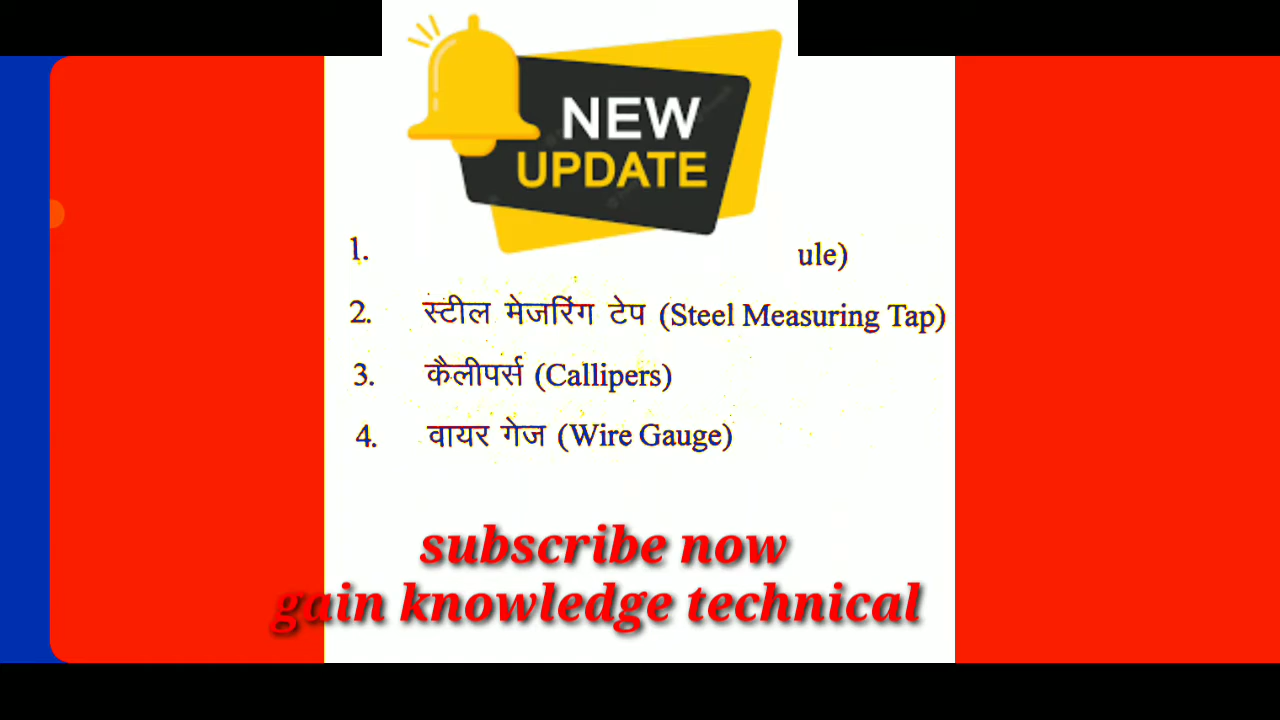 NEW
UPDATE
1. ule)
2. स्टील मेजरिंग टेप (Steel Measuring Tap)
3. कैलीपर्स (Callipers)
4. वायर गेज (Wire Gauge)
subscribe now
gain knowledge technical